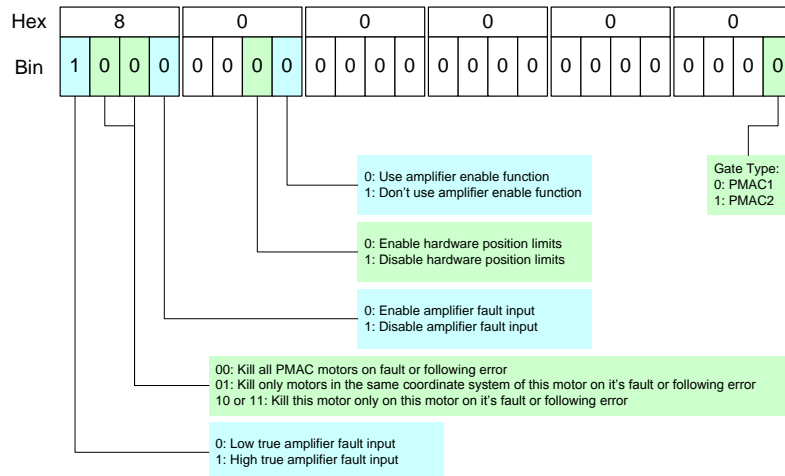 Hex 8 0 0 0 0 0
Bin 1 0 0 0 0 0 0 0 0 0 0 0 0 0 0 0 0 0 0 0 0 0 0 0
0: Use amplifier enable function
1: Don't use amplifier enable function
Gate Type:
0: PMAC1
1: PMAC2
0: Enable hardware position limits
1: Disable hardware position limits
0: Enable amplifier fault input
1: Disable amplifier fault input
00: Kill all PMAC motors on fault or following error
01: Kill only motors in the same coordinate system of this motor on it's fault or following error
10 or 11: Kill this motor only on this motor on it's fault or following error
0: Low true amplifier fault input
1: High true amplifier fault input